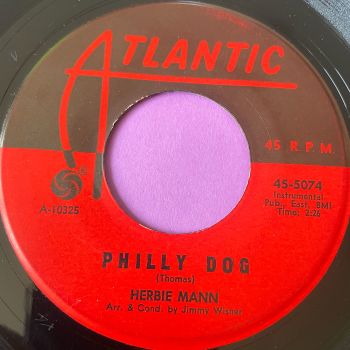 ATLANTIC
45 R.P.M.
45-5074
Instrumental
Pub., East, BMI
Time: 2:26
A-10325
PHILLY DOG
(Thomas)
HERBIE MANN
Arr. & Cond. by Jimmy Wisner